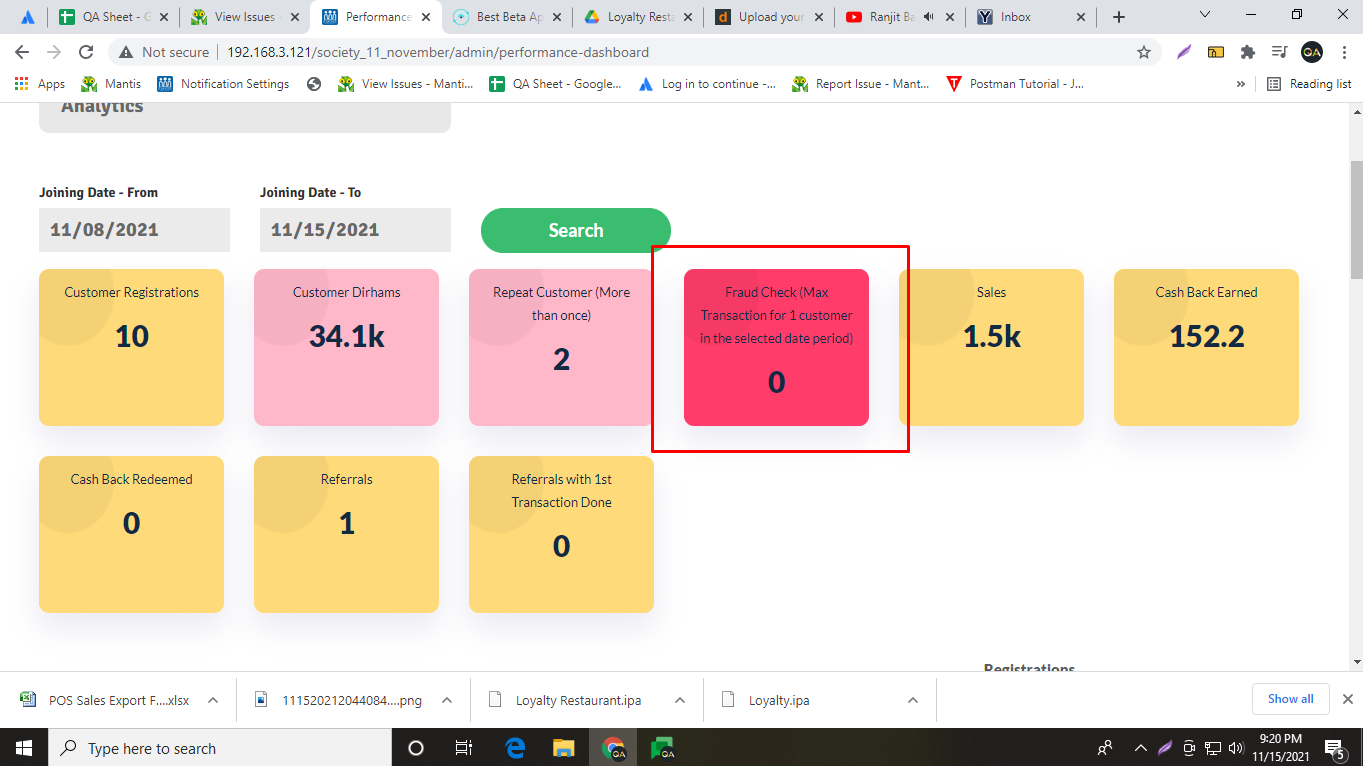 QA Sheet - G
View Issues -
Performance
Best Beta Ap
Loyalty Resta
Upload your
Ranjit Ba
Inbox
Not secure
192.168.3.121/society_11_november/admin/performance-dashboard
QA
Apps
Mantis
Notification Settings
View Issues - Manti...
QA Sheet - Google...
Log in to continue -...
Report Issue - Mant...
Postman Tutorial - J...
»
Reading list
Analytics
Joining Date - From
Joining Date - To
11/08/2021
11/15/2021
Search
Customer Registrations
10
Customer Dirhams
34.1k
Repeat Customer (More
than once)
2
Fraud Check (Max
Transaction for 1 customer
in the selected date period)
0
Sales
1.5k
Cash Back Earned
152.2
Cash Back Redeemed
0
Referrals
1
Referrals with 1st
Transaction Done
0
Registrations
POS Sales Export F....xlsx
111520212044084....png
Loyalty Restaurant.ipa
Loyalty.ipa
Show all
Type here to search
QA
QA
9:20 PM
11/15/2021
5